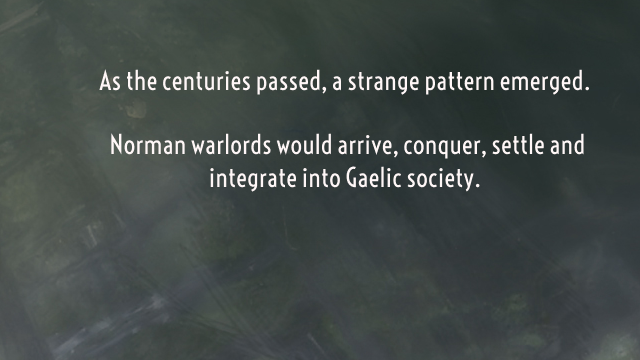 As the centuries passed, a strange pattern emerged.
Norman warlords would arrive, conquer, settle and
integrate into Gaelic society.